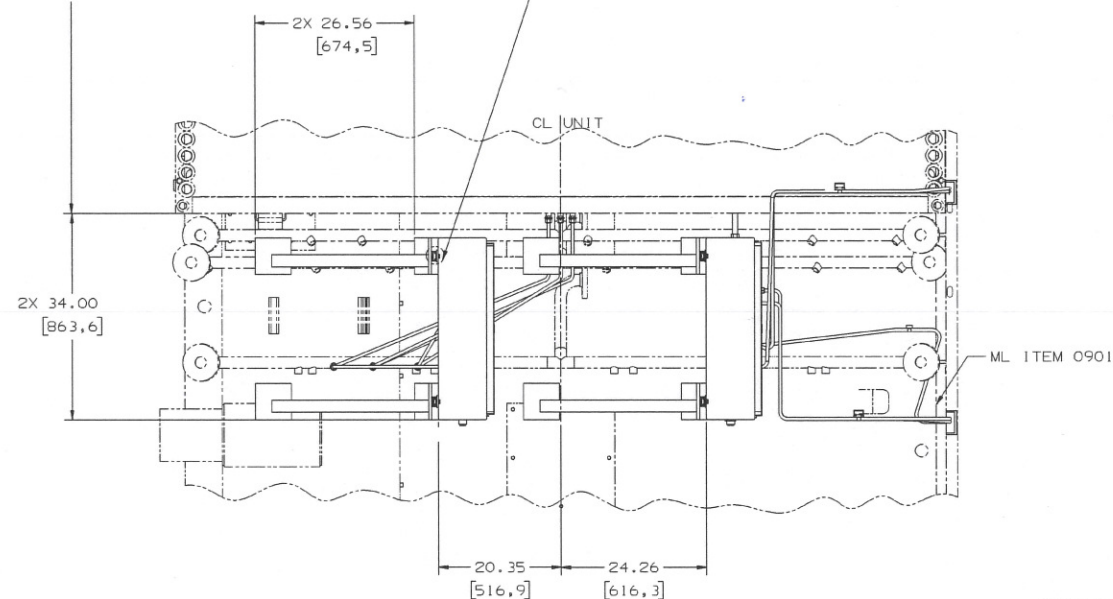 2X 26.56
[674,5]
CL UNIT
2X 34.00
[863,6]
ML ITEM 0901
20.35
[516,9]
24.26
[616,3]